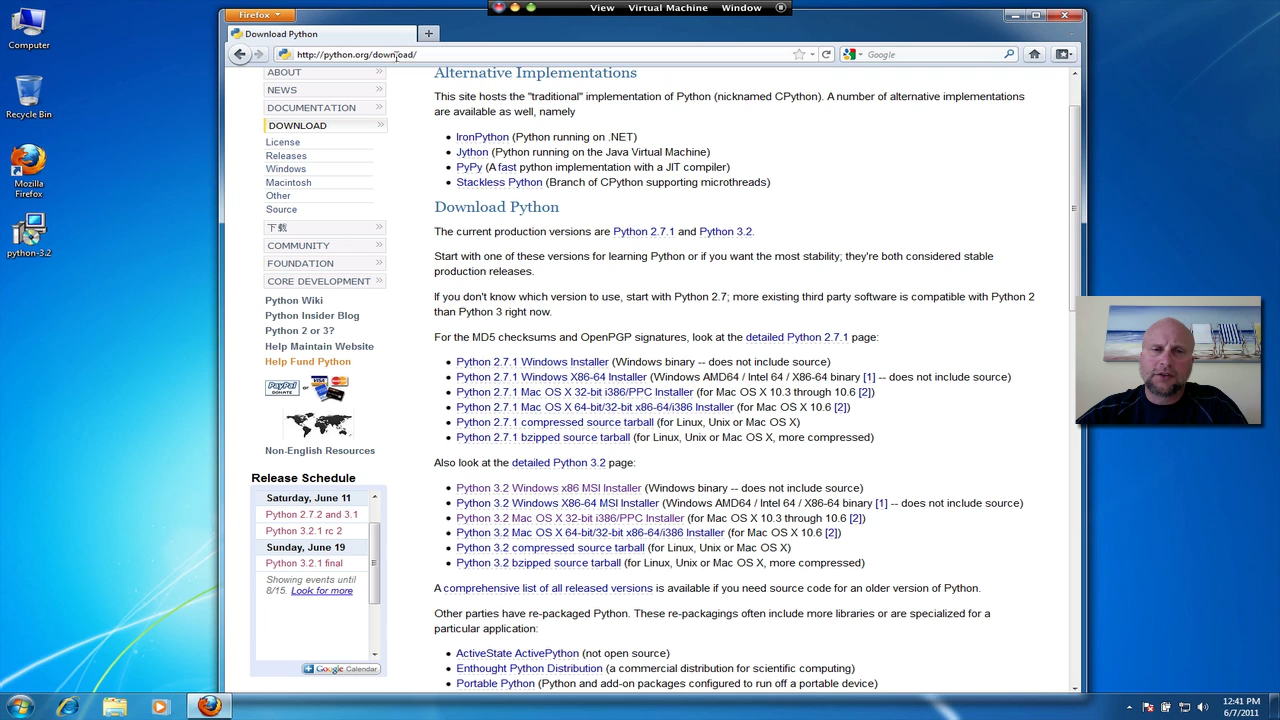 View
Virtual Machine
Window
Firefox
Download Python
http://python.org/download/
Google
Computer
Recycle Bin
Mozilla
Firefox
python-3.2
ABOUT
NEWS
DOCUMENTATION
DOWNLOAD
License
Releases
Windows
Macintosh
Other
Source
下载
COMMUNITY
FOUNDATION
CORE DEVELOPMENT
Python Wiki
Python Insider Blog
Python 2 or 3?
Help Maintain Website
Help Fund Python
PayPal
DONATE
or
VISA
Non-English Resources
Release Schedule
Saturday, June 11
Python 2.7.2 and 3.1
Python 3.2.1 rc 2
Sunday, June 19
Python 3.2.1 final
Showing events until
8/15. Look for more
Google Calendar
Alternative Implementations
This site hosts the "traditional" implementation of Python (nicknamed CPython). A number of alternative implementations
are available as well, namely
• IronPython (Python running on .NET)
• Jython (Python running on the Java Virtual Machine)
• PyPy (A fast python implementation with a JIT compiler)
• Stackless Python (Branch of CPython supporting microthreads)
Download Python
The current production versions are Python 2.7.1 and Python 3.2.
Start with one of these versions for learning Python or if you want the most stability; they're both considered stable
production releases.
If you don't know which version to use, start with Python 2.7; more existing third party software is compatible with Python 2
than Python 3 right now.
For the MD5 checksums and OpenPGP signatures, look at the detailed Python 2.7.1 page:
• Python 2.7.1 Windows Installer (Windows binary -- does not include source)
• Python 2.7.1 Windows X86-64 Installer (Windows AMD64 / Intel 64 / X86-64 binary [1] -- does not include source)
• Python 2.7.1 Mac OS X 32-bit i386/PPC Installer (for Mac OS X 10.3 through 10.6 [2])
• Python 2.7.1 Mac OS X 64-bit/32-bit x86-64/i386 Installer (for Mac OS X 10.6 [2])
• Python 2.7.1 compressed source tarball (for Linux, Unix or Mac OS X)
• Python 2.7.1 bzipped source tarball (for Linux, Unix or Mac OS X, more compressed)
Also look at the detailed Python 3.2 page:
• Python 3.2 Windows x86 MSI Installer (Windows binary -- does not include source)
• Python 3.2 Windows X86-64 MSI Installer (Windows AMD64 / Intel 64 / X86-64 binary [1] -- does not include source)
• Python 3.2 Mac OS X 32-bit i386/PPC Installer (for Mac OS X 10.3 through 10.6 [2])
• Python 3.2 Mac OS X 64-bit/32-bit x86-64/i386 Installer (for Mac OS X 10.6 [2])
• Python 3.2 compressed source tarball (for Linux, Unix or Mac OS X)
• Python 3.2 bzipped source tarball (for Linux, Unix or Mac OS X, more compressed)
A comprehensive list of all released versions is available if you need source code for an older version of Python.
Other parties have re-packaged Python. These re-packagings often include more libraries or are specialized for a
particular application:
• ActiveState ActivePython (not open source)
• Enthought Python Distribution (a commercial distribution for scientific computing)
• Portable Python (Python and add-on packages configured to run off a portable device)
12:41 PM
6/7/2011